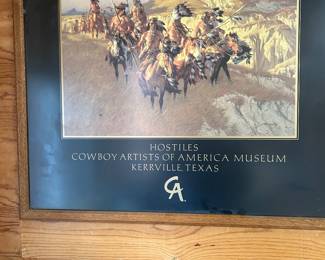 HOSTILES
COWBOY ARTISTS OF AMERICA MUSEUM
KERRVILLE, TEXAS
CA